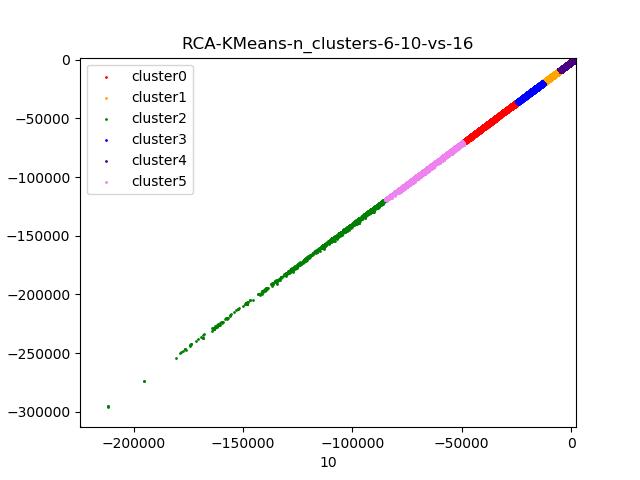 RCA-KMeans-n_clusters-6-10-vs-16
0
−50000
−100000
−150000
−200000
−250000
−300000
cluster0
cluster1
cluster2
cluster3
cluster4
cluster5
−200000 −150000 −100000 −50000 0
10